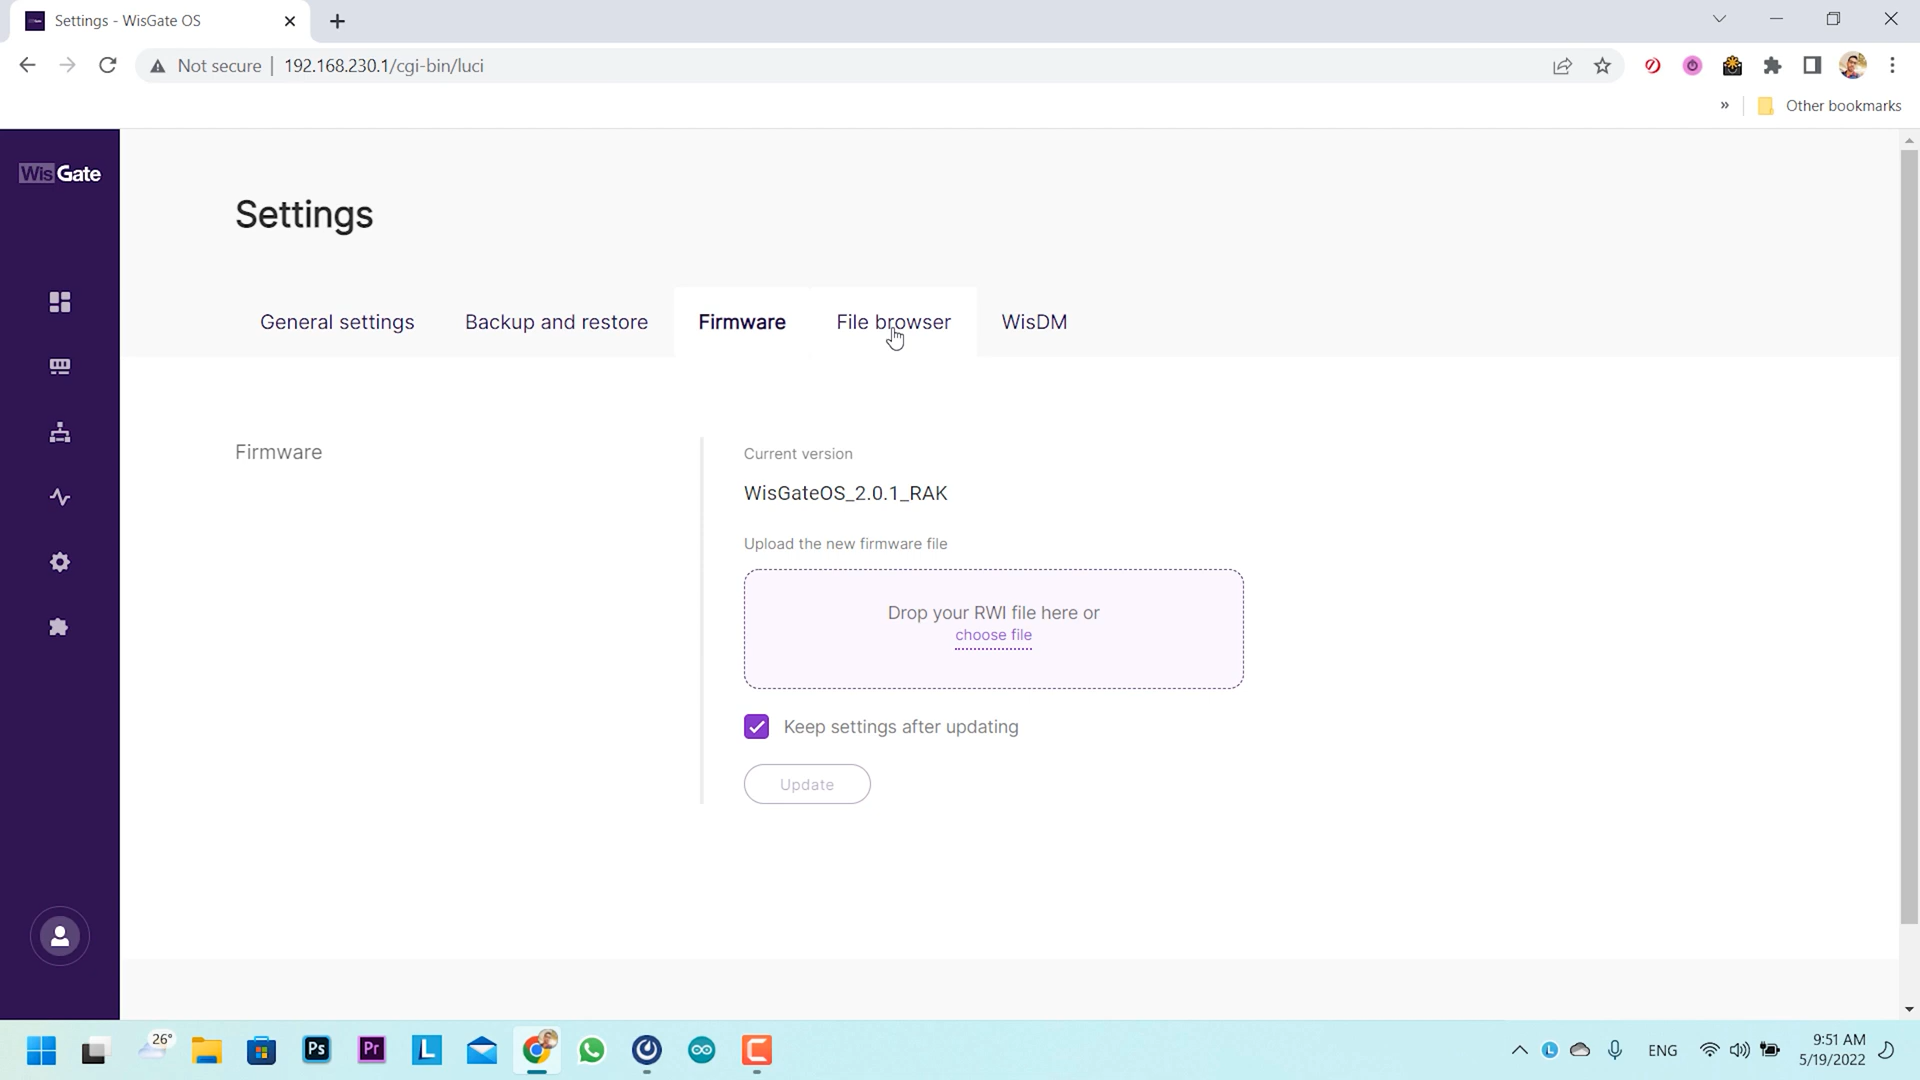 Settings - WisGate OS
Not secure | 192.168.230.1/cgi-bin/luci
» Other bookmarks
WisGate
Settings
General settings Backup and restore Firmware File browser WisDM
Firmware
Current version
WisGateOS_2.0.1_RAK
Upload the new firmware file
Drop your RWI file here or
choose file
Keep settings after updating
Update
26°
Ps
Pr
L
C
L
ENG
9:51 AM
5/19/2022